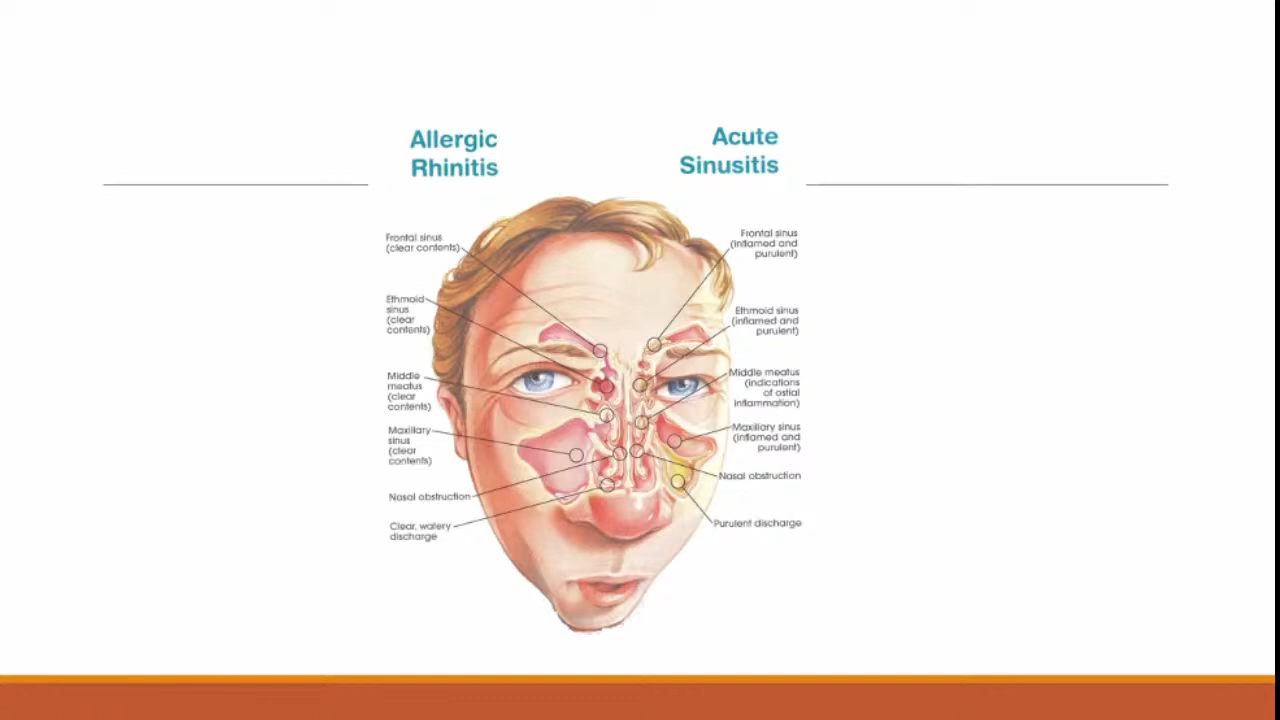 Allergic
Rhinitis
Acute
Sinusitis
Frontal sinus
(clear contents)
Ethmoid
sinus
(clear
contents)
Middle
meatus
(clear
contents)
Maxillary
sinus
(clear
contents)
Nasal obstruction
Clear, watery
discharge
Frontal sinus
(inflamed and
purulent)
Ethmoid sinus
(inflamed and
purulent)
Middle meatus
(indications
of ostial
inflammation)
Maxillary sinus
(inflamed and
purulent)
Nasal obstruction
Purulent discharge